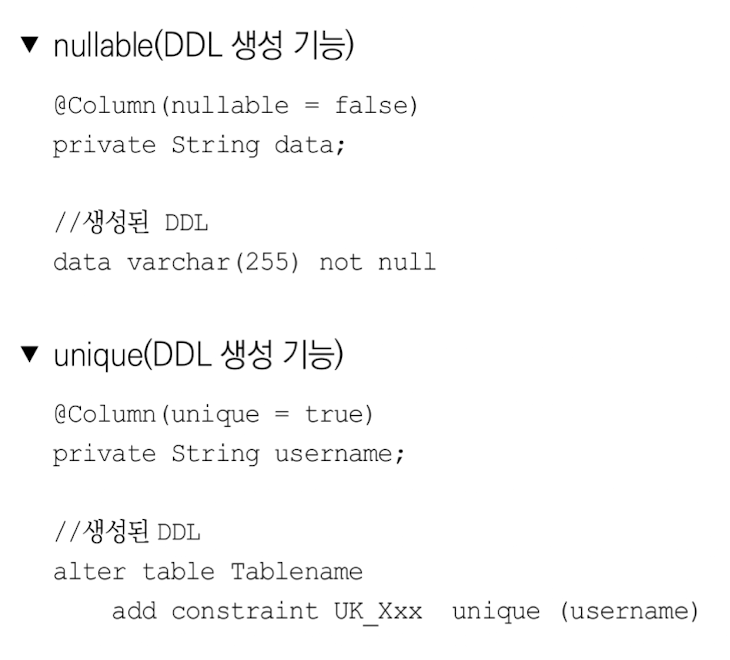 ▼ nullable(DDL 생성 기능)
@Column(nullable = false)
private String data;
//생성된 DDL
data varchar(255) not null
▼ unique(DDL 생성 기능)
@Column(unique = true)
private String username;
//생성된 DDL
alter table Tablename
add constraint UK_Xxx unique (username)